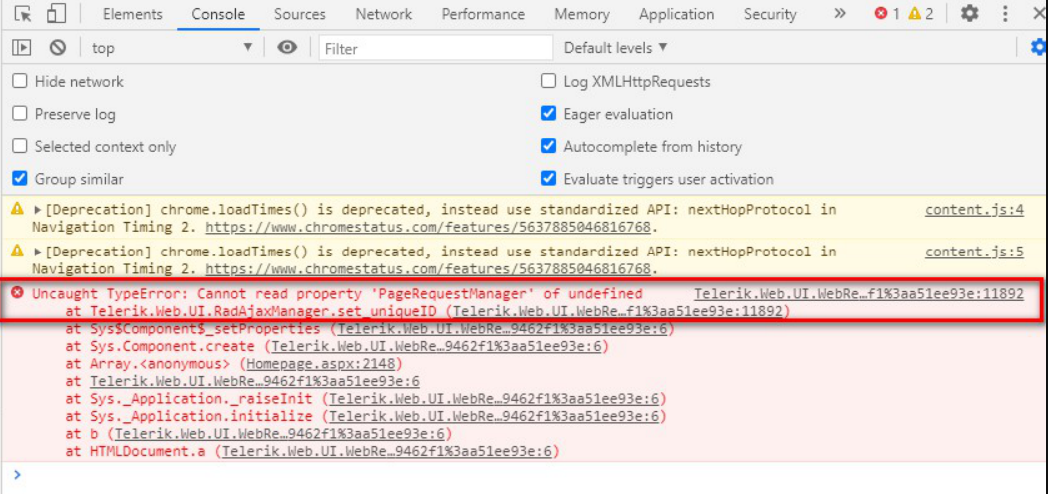 Elements Console Sources Network Performance Memory Application Security » 1 2
top Filter Default levels
Hide network Log XMLHttpRequests
Preserve log Eager evaluation
Selected context only Autocomplete from history
Group similar Evaluate triggers user activation
[Deprecation] chrome.loadTimes() is deprecated, instead use standardized API: nextHopProtocol in content.js:4
Navigation Timing 2. https://www.chromestatus.com/features/5637885046816768.
[Deprecation] chrome.loadTimes() is deprecated, instead use standardized API: nextHopProtocol in content.js:5
Navigation Timing 2. https://www.chromestatus.com/features/5637885046816768.
Uncaught TypeError: Cannot read property 'PageRequestManager' of undefined Telerik.Web.UI.WebRe…f1%3aa51ee93e:11892
at Telerik.Web.UI.RadAjaxManager.set_uniqueID (Telerik.Web.UI.WebRe…f1%3aa51ee93e:11892)
at Sys$Component$_setProperties (Telerik.Web.UI.WebRe…9462f1%3aa51ee93e:6)
at Sys.Component.create (Telerik.Web.UI.WebRe…9462f1%3aa51ee93e:6)
at Array.<anonymous> (Homepage.aspx:2148)
at Telerik.Web.UI.WebRe…9462f1%3aa51ee93e:6
at Sys._Application._raiseInit (Telerik.Web.UI.WebRe…9462f1%3aa51ee93e:6)
at Sys._Application.initialize (Telerik.Web.UI.WebRe…9462f1%3aa51ee93e:6)
at b (Telerik.Web.UI.WebRe…9462f1%3aa51ee93e:6)
at HTMLDocument.a (Telerik.Web.UI.WebRe…9462f1%3aa51ee93e:6)